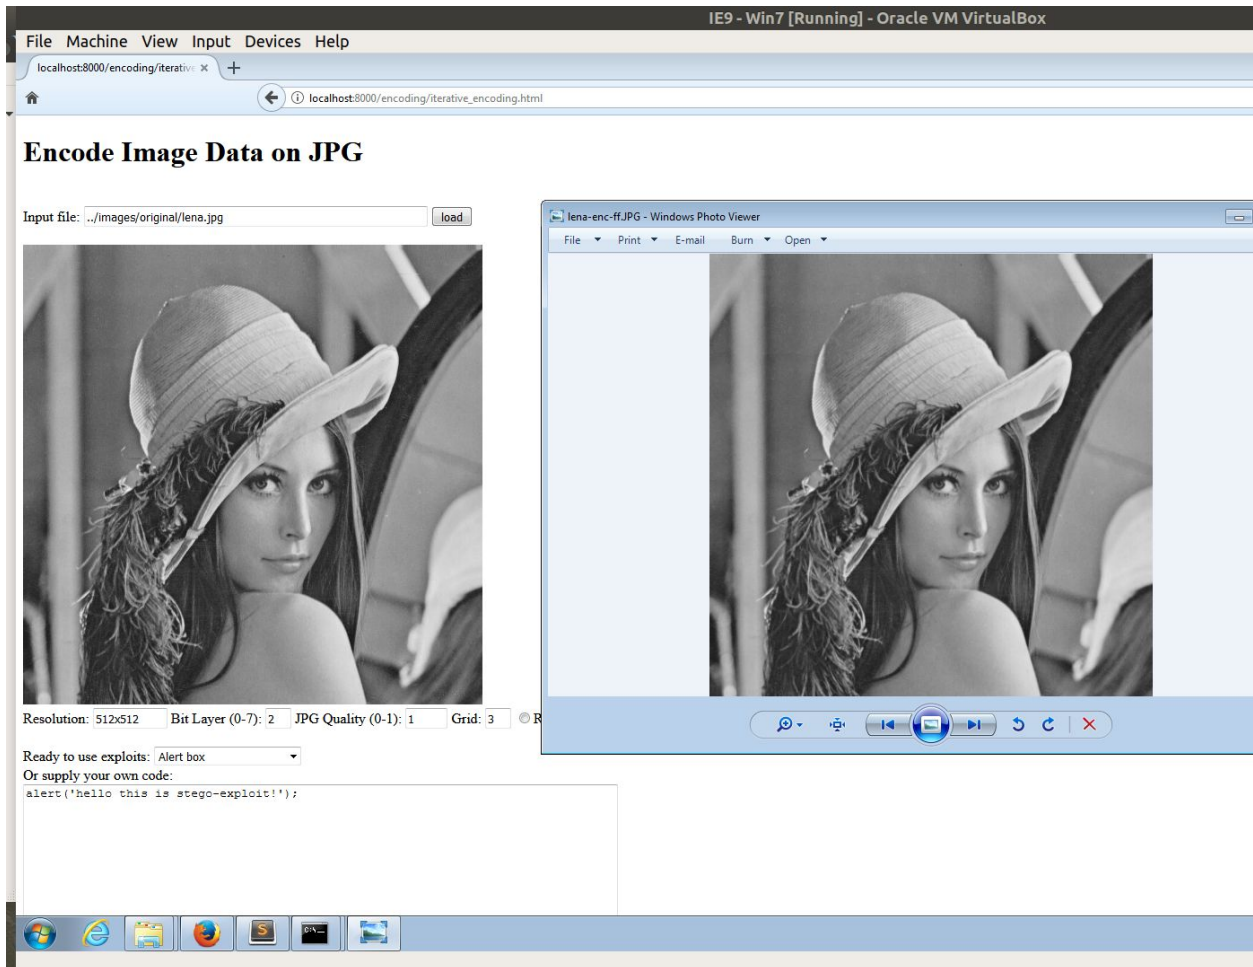 IE9 - Win7 [Running] - Oracle VM VirtualBox
File Machine View Input Devices Help
localhost:8000/encoding/iterative
localhost:8000/encoding/iterative_encoding.html
Encode Image Data on JPG
Input file: ../images/original/lena.jpg load
lena-enc-ff.JPG - Windows Photo Viewer
File Print E-mail Burn Open
Resolution: 512x512 Bit Layer (0-7): 2 JPG Quality (0-1): 1 Grid: 3 R
Ready to use exploits: Alert box
Or supply your own code:
alert('hello this is stego-exploit!');